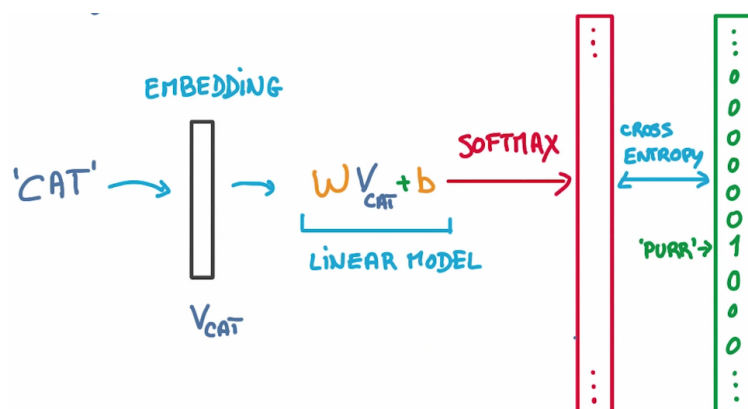 EMBEDDING
'CAT'
V CAT
W V CAT + b
LINEAR MODEL
SOFTMAX
CROSS
ENTROPY
'PURR'→
⋮
⋮
⋮
0
0
0
0
0
0
1
0
0
0
⋮